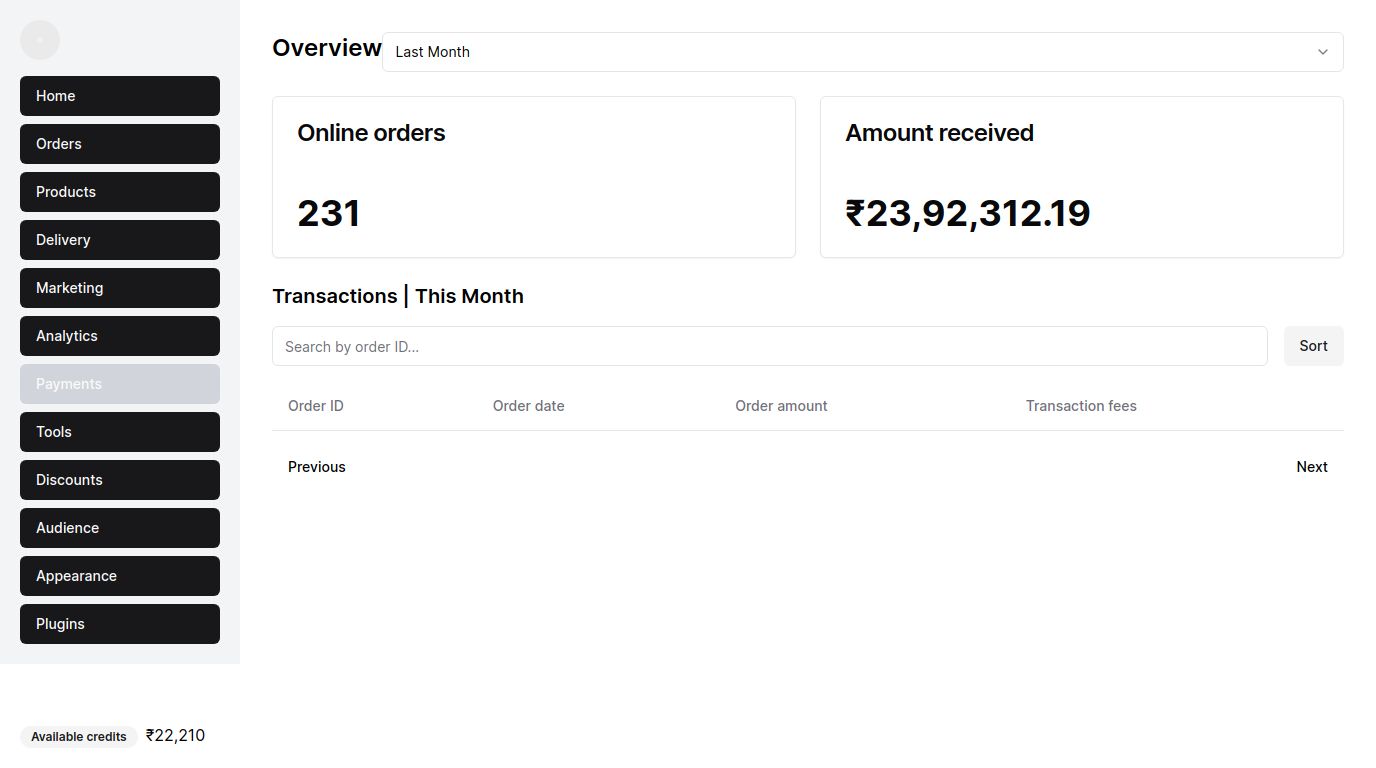 Home
Orders
Products
Delivery
Marketing
Analytics
Payments
Tools
Discounts
Audience
Appearance
Plugins
Available credits ₹22,210
Overview Last Month
Online orders
231
Amount received
₹23,92,312.19
Transactions | This Month
Search by order ID...
Sort
Order ID Order date Order amount Transaction fees
Previous Next